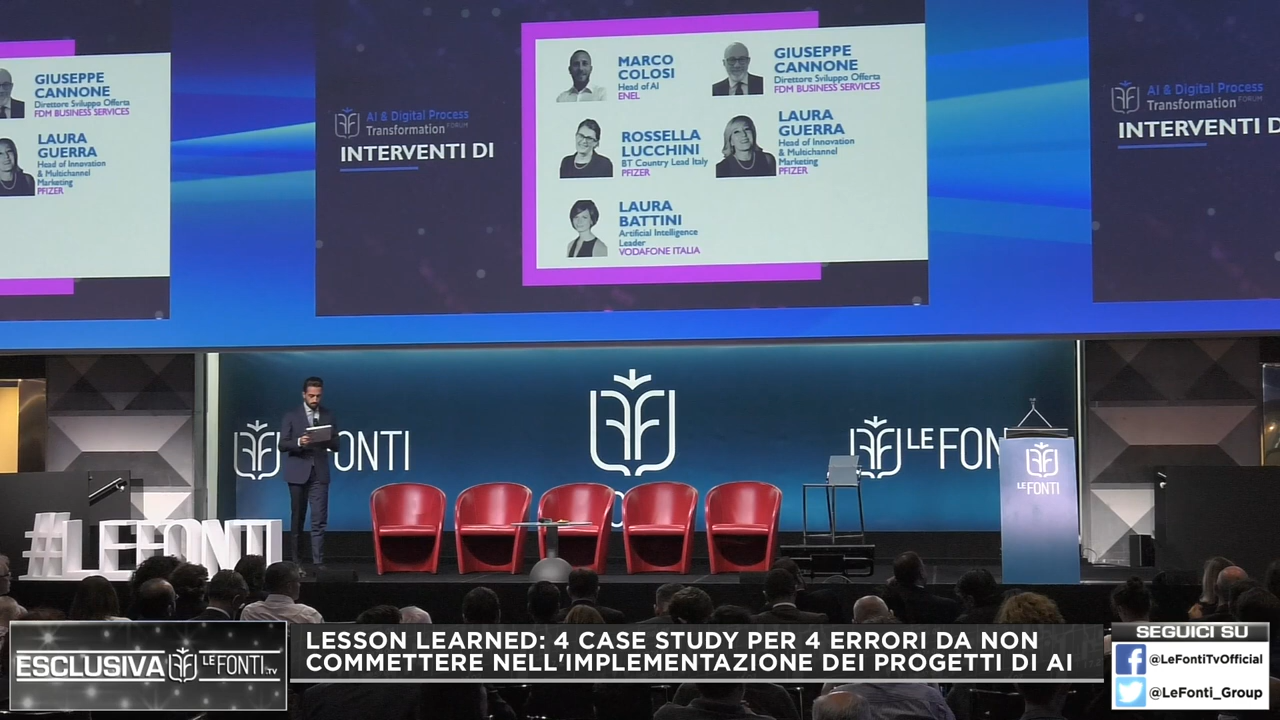 GIUSEPPE
CANNONE
Direttore Sviluppo Offerta
FDM BUSINESS SERVICES
LAURA
GUERRA
Head of Innovation
& Multichannel
Marketing
PFIZER
AI & Digital Process
Transformation FORUM
INTERVENTI DI
MARCO
COLOSI
Head of AI
ENEL
GIUSEPPE
CANNONE
Direttore Sviluppo Offerta
FDM BUSINESS SERVICES
ROSSELLA
LUCCHINI
BT Country Lead Italy
PFIZER
LAURA
GUERRA
Head of Innovation
& Multichannel
Marketing
PFIZER
LAURA
BATTINI
Artificial Intelligence
Leader
VODAFONE ITALIA
AI & Digital Process
Transformation FORUM
INTERVENTI D
FONTI
LE FON
LE FONTI
#LEFONTI
ESCLUSIVA LE FONTI.TV
LESSON LEARNED: 4 CASE STUDY PER 4 ERRORI DA NON
COMMETTERE NELL'IMPLEMENTAZIONE DEI PROGETTI DI AI
SEGUICI SU
@LeFontiTvOfficial
@LeFonti_Group